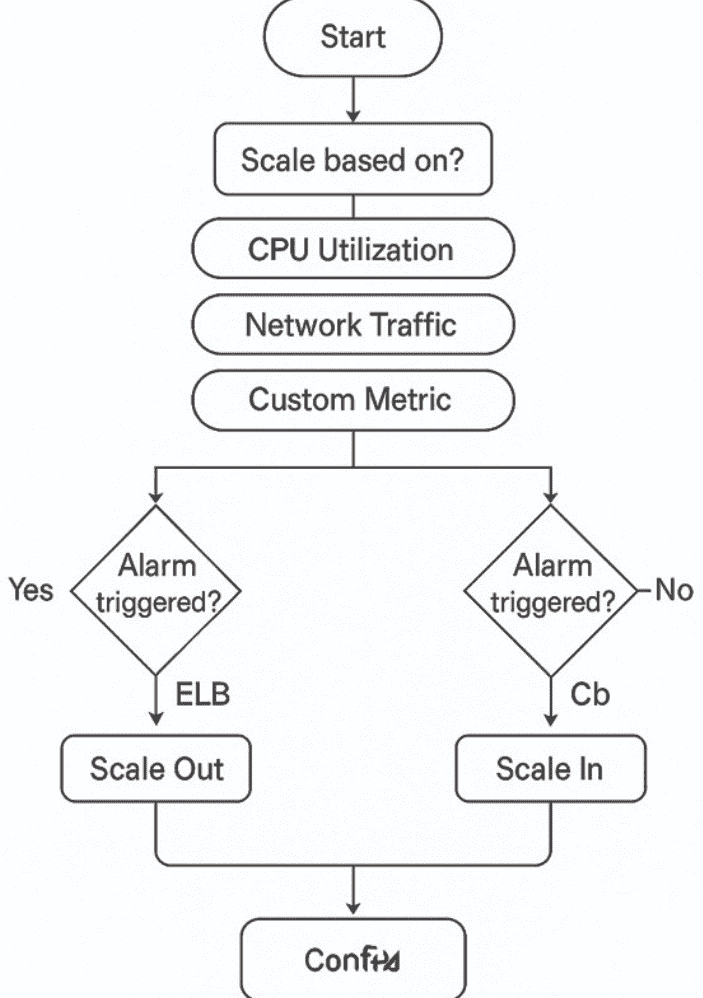 Start
Scale based on?
CPU Utilization
Network Traffic
Custom Metric
Alarm
triggered?
Yes
Alarm
triggered?
No
ELB
Cb
Scale Out
Scale In